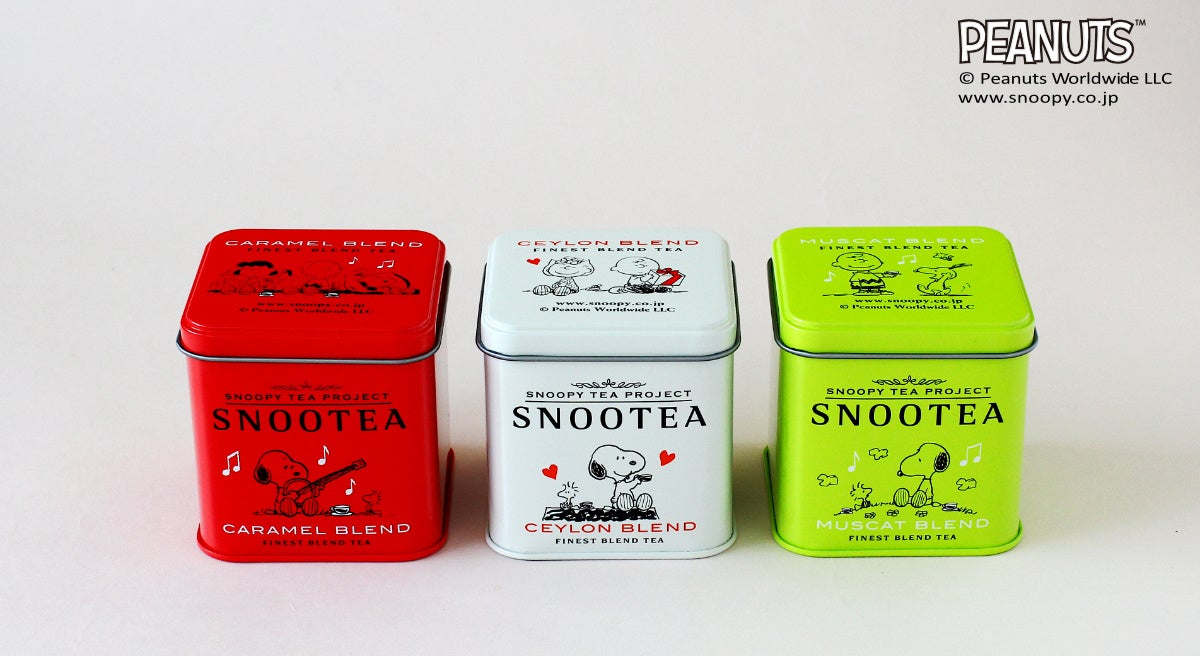 PEANUTS™
© Peanuts Worldwide LLC
www.snoopy.co.jp
CARAMEL BLEND
FINEST BLEND TEA
www.snoopy.co.jp
© Peanuts Worldwide LLC
SNOOPY TEA PROJECT
SNOOTEA
CARAMEL BLEND
FINEST BLEND TEA
CEYLON BLEND
FINEST BLEND TEA
www.snoopy.co.jp
© Peanuts Worldwide LLC
SNOOPY TEA PROJECT
SNOOTEA
CEYLON BLEND
FINEST BLEND TEA
MUSCAT BLEND
FINEST BLEND TEA
www.snoopy.co.jp
© Peanuts Worldwide LLC
SNOOPY TEA PROJECT
SNOOTEA
MUSCAT BLEND
FINEST BLEND TEA